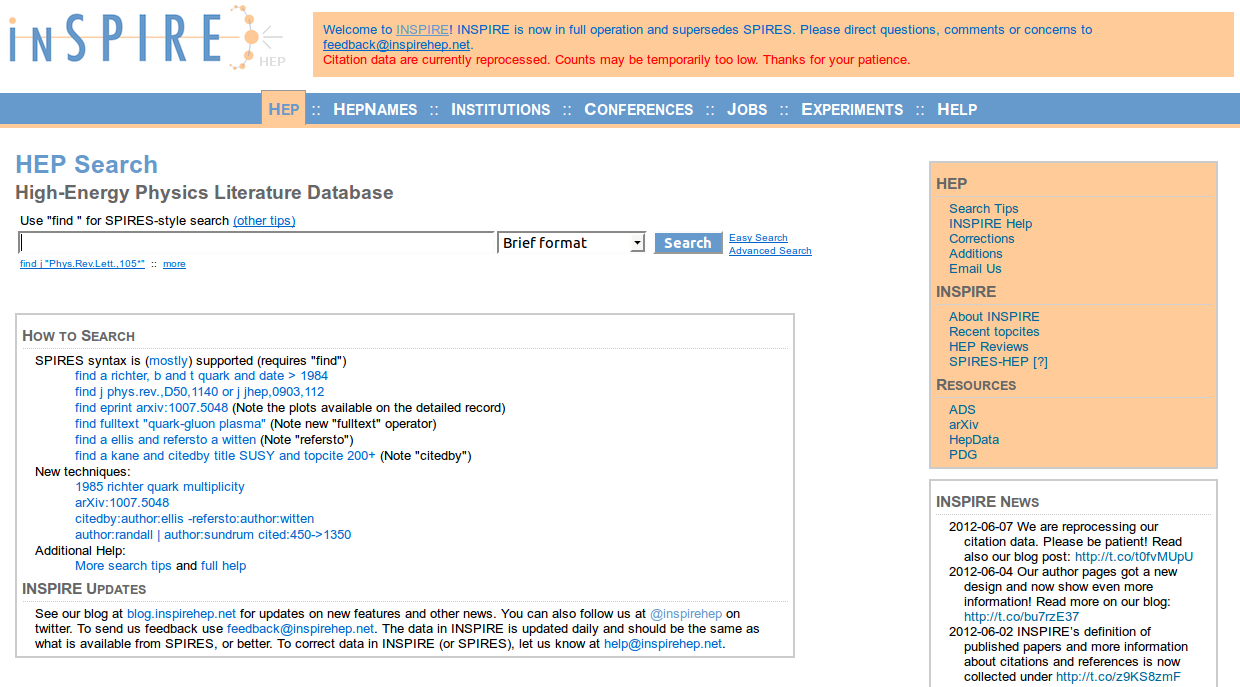 inSPIRE HEP
Welcome to INSPIRE! INSPIRE is now in full operation and supersedes SPIRES. Please direct questions, comments or concerns to
feedback@inspirehep.net.
Citation data are currently reprocessed. Counts may be temporarily too low. Thanks for your patience.
HEP :: HEPNAMES :: INSTITUTIONS :: CONFERENCES :: JOBS :: EXPERIMENTS :: HELP
HEP Search
High-Energy Physics Literature Database
Use "find " for SPIRES-style search (other tips)
Brief format Search Easy Search
Advanced Search
find j "Phys.Rev.Lett.,105*" :: more
HOW TO SEARCH
SPIRES syntax is (mostly) supported (requires "find")
find a richter, b and t quark and date > 1984
find j phys.rev.,D50,1140 or j jhep,0903,112
find eprint arxiv:1007.5048 (Note the plots available on the detailed record)
find fulltext "quark-gluon plasma" (Note new "fulltext" operator)
find a ellis and refersto a witten (Note "refersto")
find a kane and citedby title SUSY and topcite 200+ (Note "citedby")
New techniques:
1985 richter quark multiplicity
arXiv:1007.5048
citedby:author:ellis -refersto:author:witten
author:randall | author:sundrum cited:450->1350
Additional Help:
More search tips and full help
INSPIRE UPDATES
See our blog at blog.inspirehep.net for updates on new features and other news. You can also follow us at @inspirehep on
twitter. To send us feedback use feedback@inspirehep.net. The data in INSPIRE is updated daily and should be the same as
what is available from SPIRES, or better. To correct data in INSPIRE (or SPIRES), let us know at help@inspirehep.net.
HEP
Search Tips
INSPIRE Help
Corrections
Additions
Email Us
INSPIRE
About INSPIRE
Recent topcites
HEP Reviews
SPIRES-HEP [?]
RESOURCES
ADS
arXiv
HepData
PDG
INSPIRE NEWS
2012-06-07 We are reprocessing our
citation data. Please be patient! Read
also our blog post: http://t.co/t0fvMUpU
2012-06-04 Our author pages got a new
design and now show even more
information! Read more on our blog:
http://t.co/bu7rzE37
2012-06-02 INSPIRE's definition of
published papers and more information
about citations and references is now
collected under http://t.co/z9KS8zmF